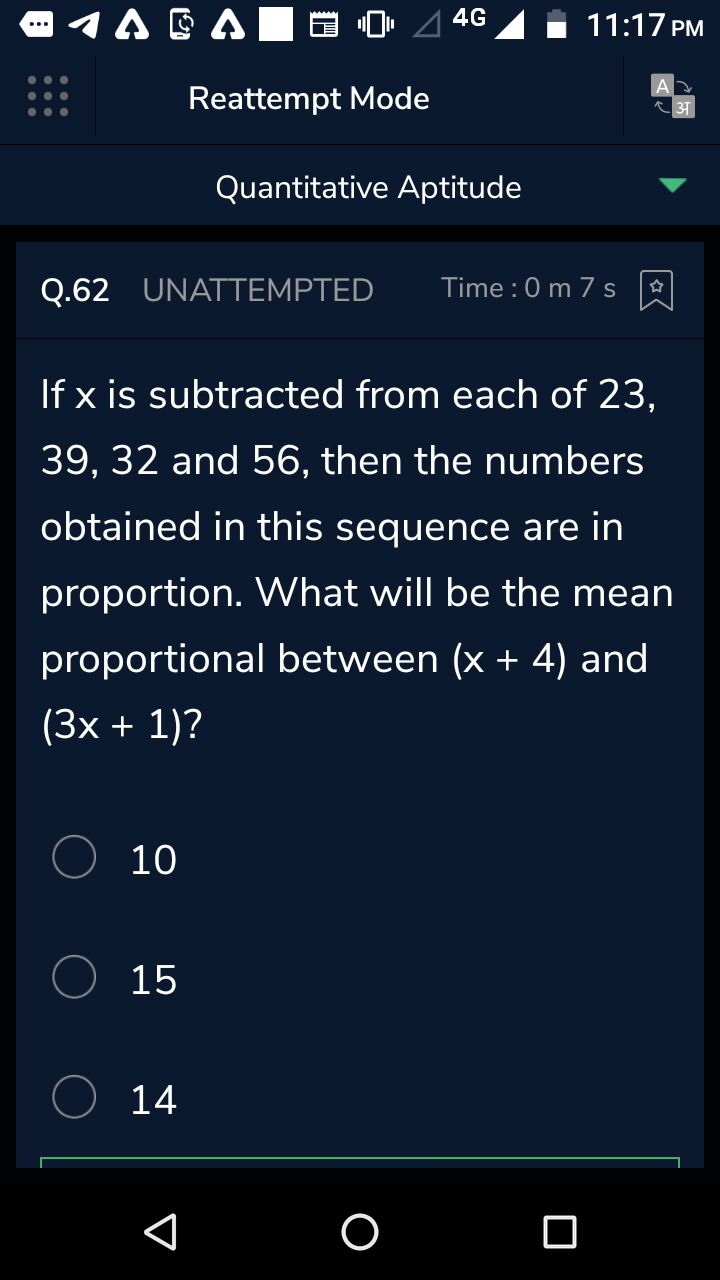 4G 11:17 PM
Reattempt Mode
A अ
Quantitative Aptitude
Q.62 UNATTEMPTED Time : 0 m 7 s
If x is subtracted from each of 23,
39, 32 and 56, then the numbers
obtained in this sequence are in
proportion. What will be the mean
proportional between (x + 4) and
(3x + 1)?
10
15
14